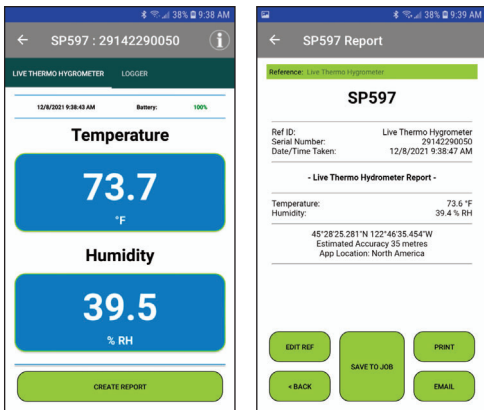 38% 9:38 AM
SP597 : 29142290050
LIVE THERMO HYGROMETER LOGGER
12/8/2021 9:38:43 AM Battery: 100%
Temperature
73.7
°F
Humidity
39.5
% RH
CREATE REPORT
38% 9:39 AM
SP597 Report
Reference: Live Thermo Hygrometer
SP597
Ref ID: Live Thermo Hygrometer
Serial Number: 29142290050
Date/Time Taken: 12/8/2021 9:38:47 AM
- Live Thermo Hydrometer Report -
Temperature: 73.6 °F
Humidity: 39.4 % RH
45°28'25.281"N 122°46'35.454"W
Estimated Accuracy 35 metres
App Location: North America
EDIT REF
PRINT
SAVE TO JOB
< BACK
EMAIL